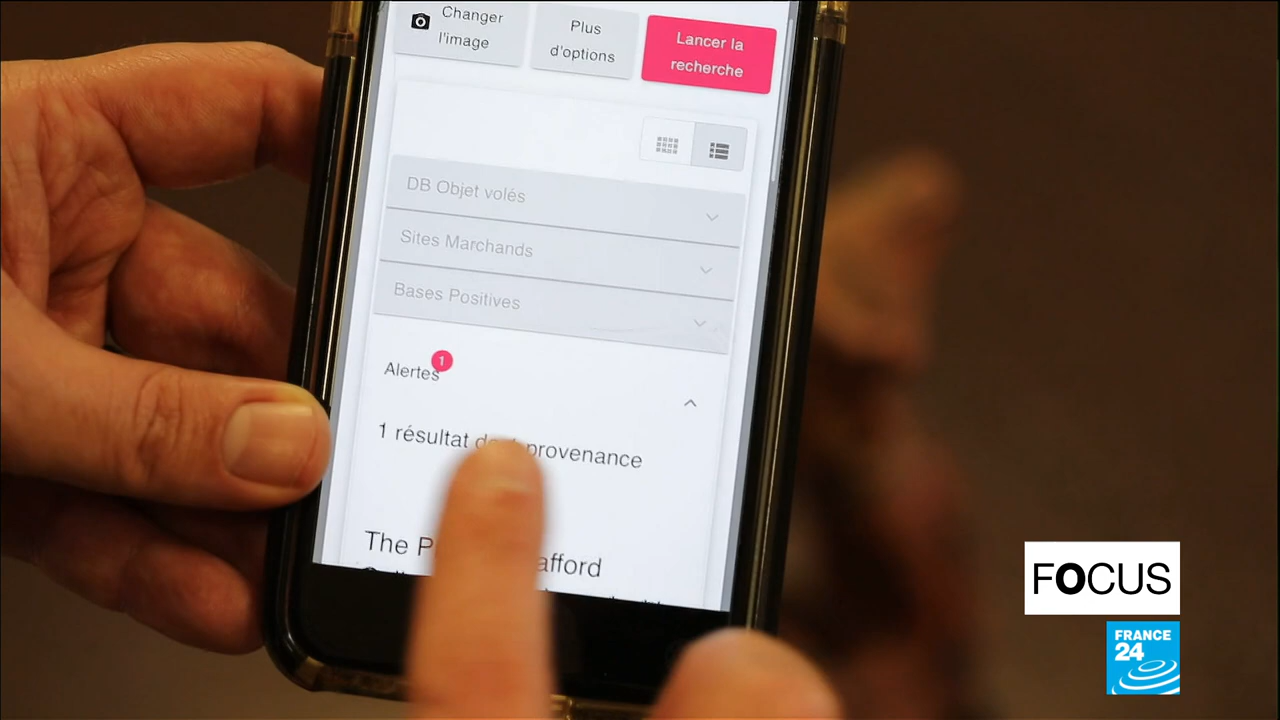 Changer
l'image
Plus
d'options
Lancer la
recherche
DB Objet volés
Sites Marchands
Bases Positives
Alertes
1
1 résultat provenance
The afford
FOCUS
FRANCE
24